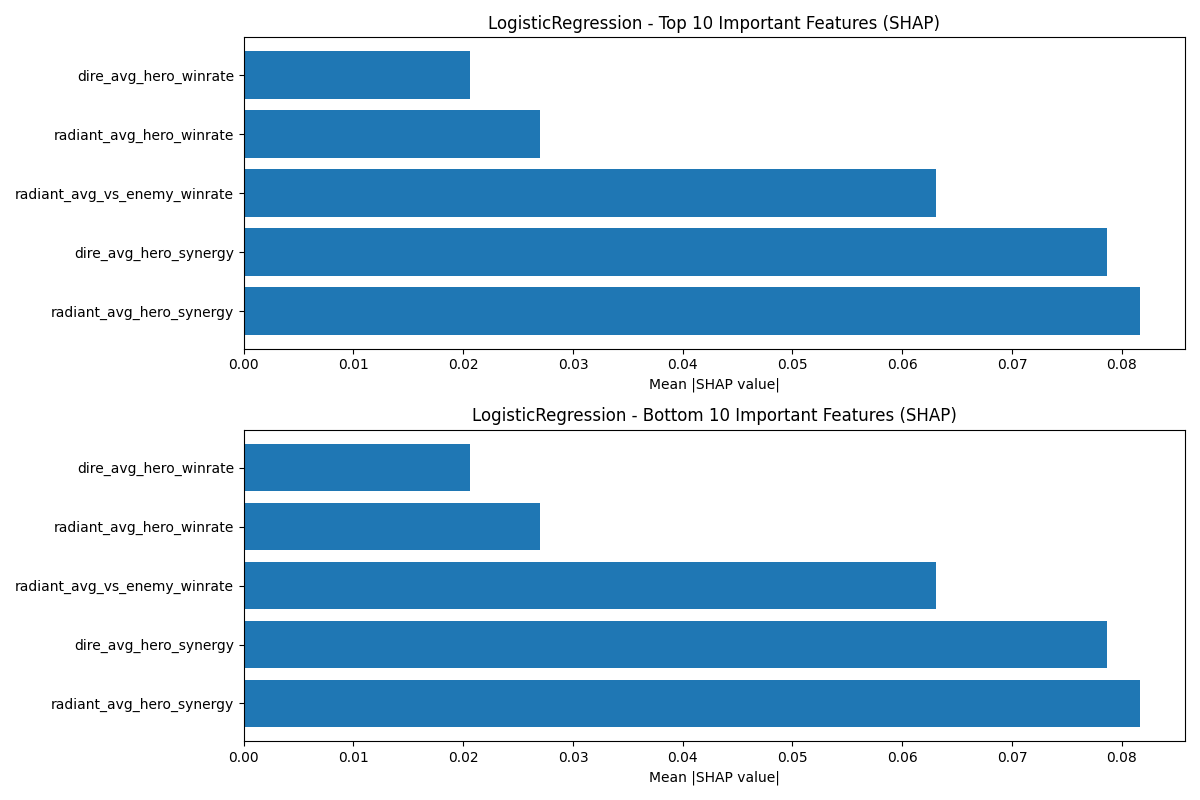 LogisticRegression - Top 10 Important Features (SHAP)
dire_avg_hero_winrate
radiant_avg_hero_winrate
radiant_avg_vs_enemy_winrate
dire_avg_hero_synergy
radiant_avg_hero_synergy
0.00 0.01 0.02 0.03 0.04 0.05 0.06 0.07 0.08
Mean |SHAP value|
LogisticRegression - Bottom 10 Important Features (SHAP)
dire_avg_hero_winrate
radiant_avg_hero_winrate
radiant_avg_vs_enemy_winrate
dire_avg_hero_synergy
radiant_avg_hero_synergy
0.00 0.01 0.02 0.03 0.04 0.05 0.06 0.07 0.08
Mean |SHAP value|